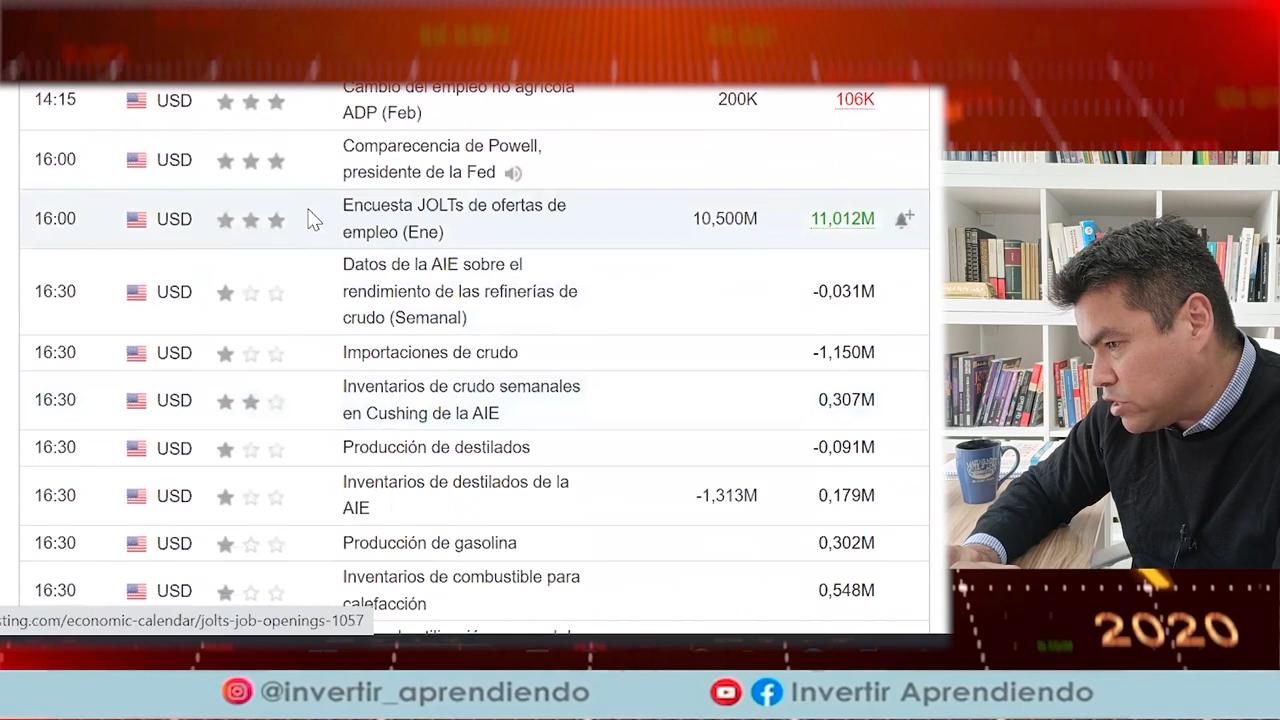 Cambio del empleo no agrícola
14:15 USD ADP (Feb) 200K 106K
Comparecencia de Powell,
16:00 USD presidente de la Fed
Encuesta JOLTs de ofertas de
16:00 USD empleo (Ene) 10,500M 11,012M
Datos de la AIE sobre el
16:30 USD rendimiento de las refinerías de -0,031M
crudo (Semanal)
16:30 USD Importaciones de crudo -1,150M
Inventarios de crudo semanales
16:30 USD en Cushing de la AIE 0,307M
16:30 USD Producción de destilados -0,091M
Inventarios de destilados de la
16:30 USD AIE -1,313M 0,179M
16:30 USD Producción de gasolina 0,302M
Inventarios de combustible para
16:30 USD calefacción 0,548M
sting.com/economic-calendar/jolts-job-openings-1057
2020
@invertir_aprendiendo Invertir Aprendiendo